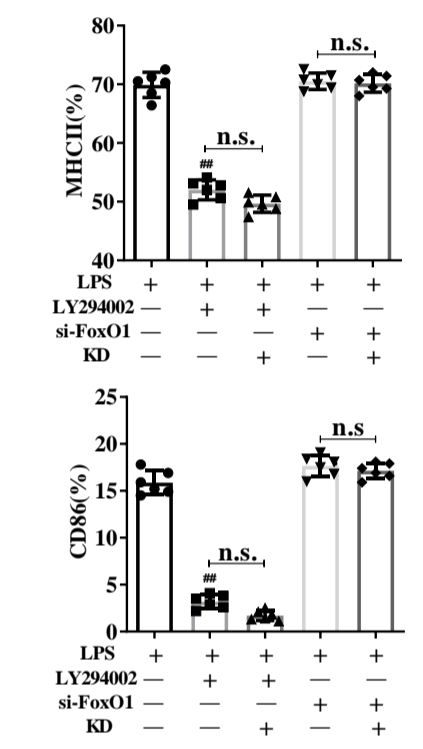 80
n.s.
70
MHCII(%)
60
n.s.
##
50
40
LPS + + + + +
LY294002 — + + — —
si-FoxO1 — — — + +
KD — — + — +
25
n.s
20
15
CD86(%)
10
n.s.
##
5
0
LPS + + + + +
LY294002 — + + — —
si-FoxO1 — — — + +
KD — — + — +